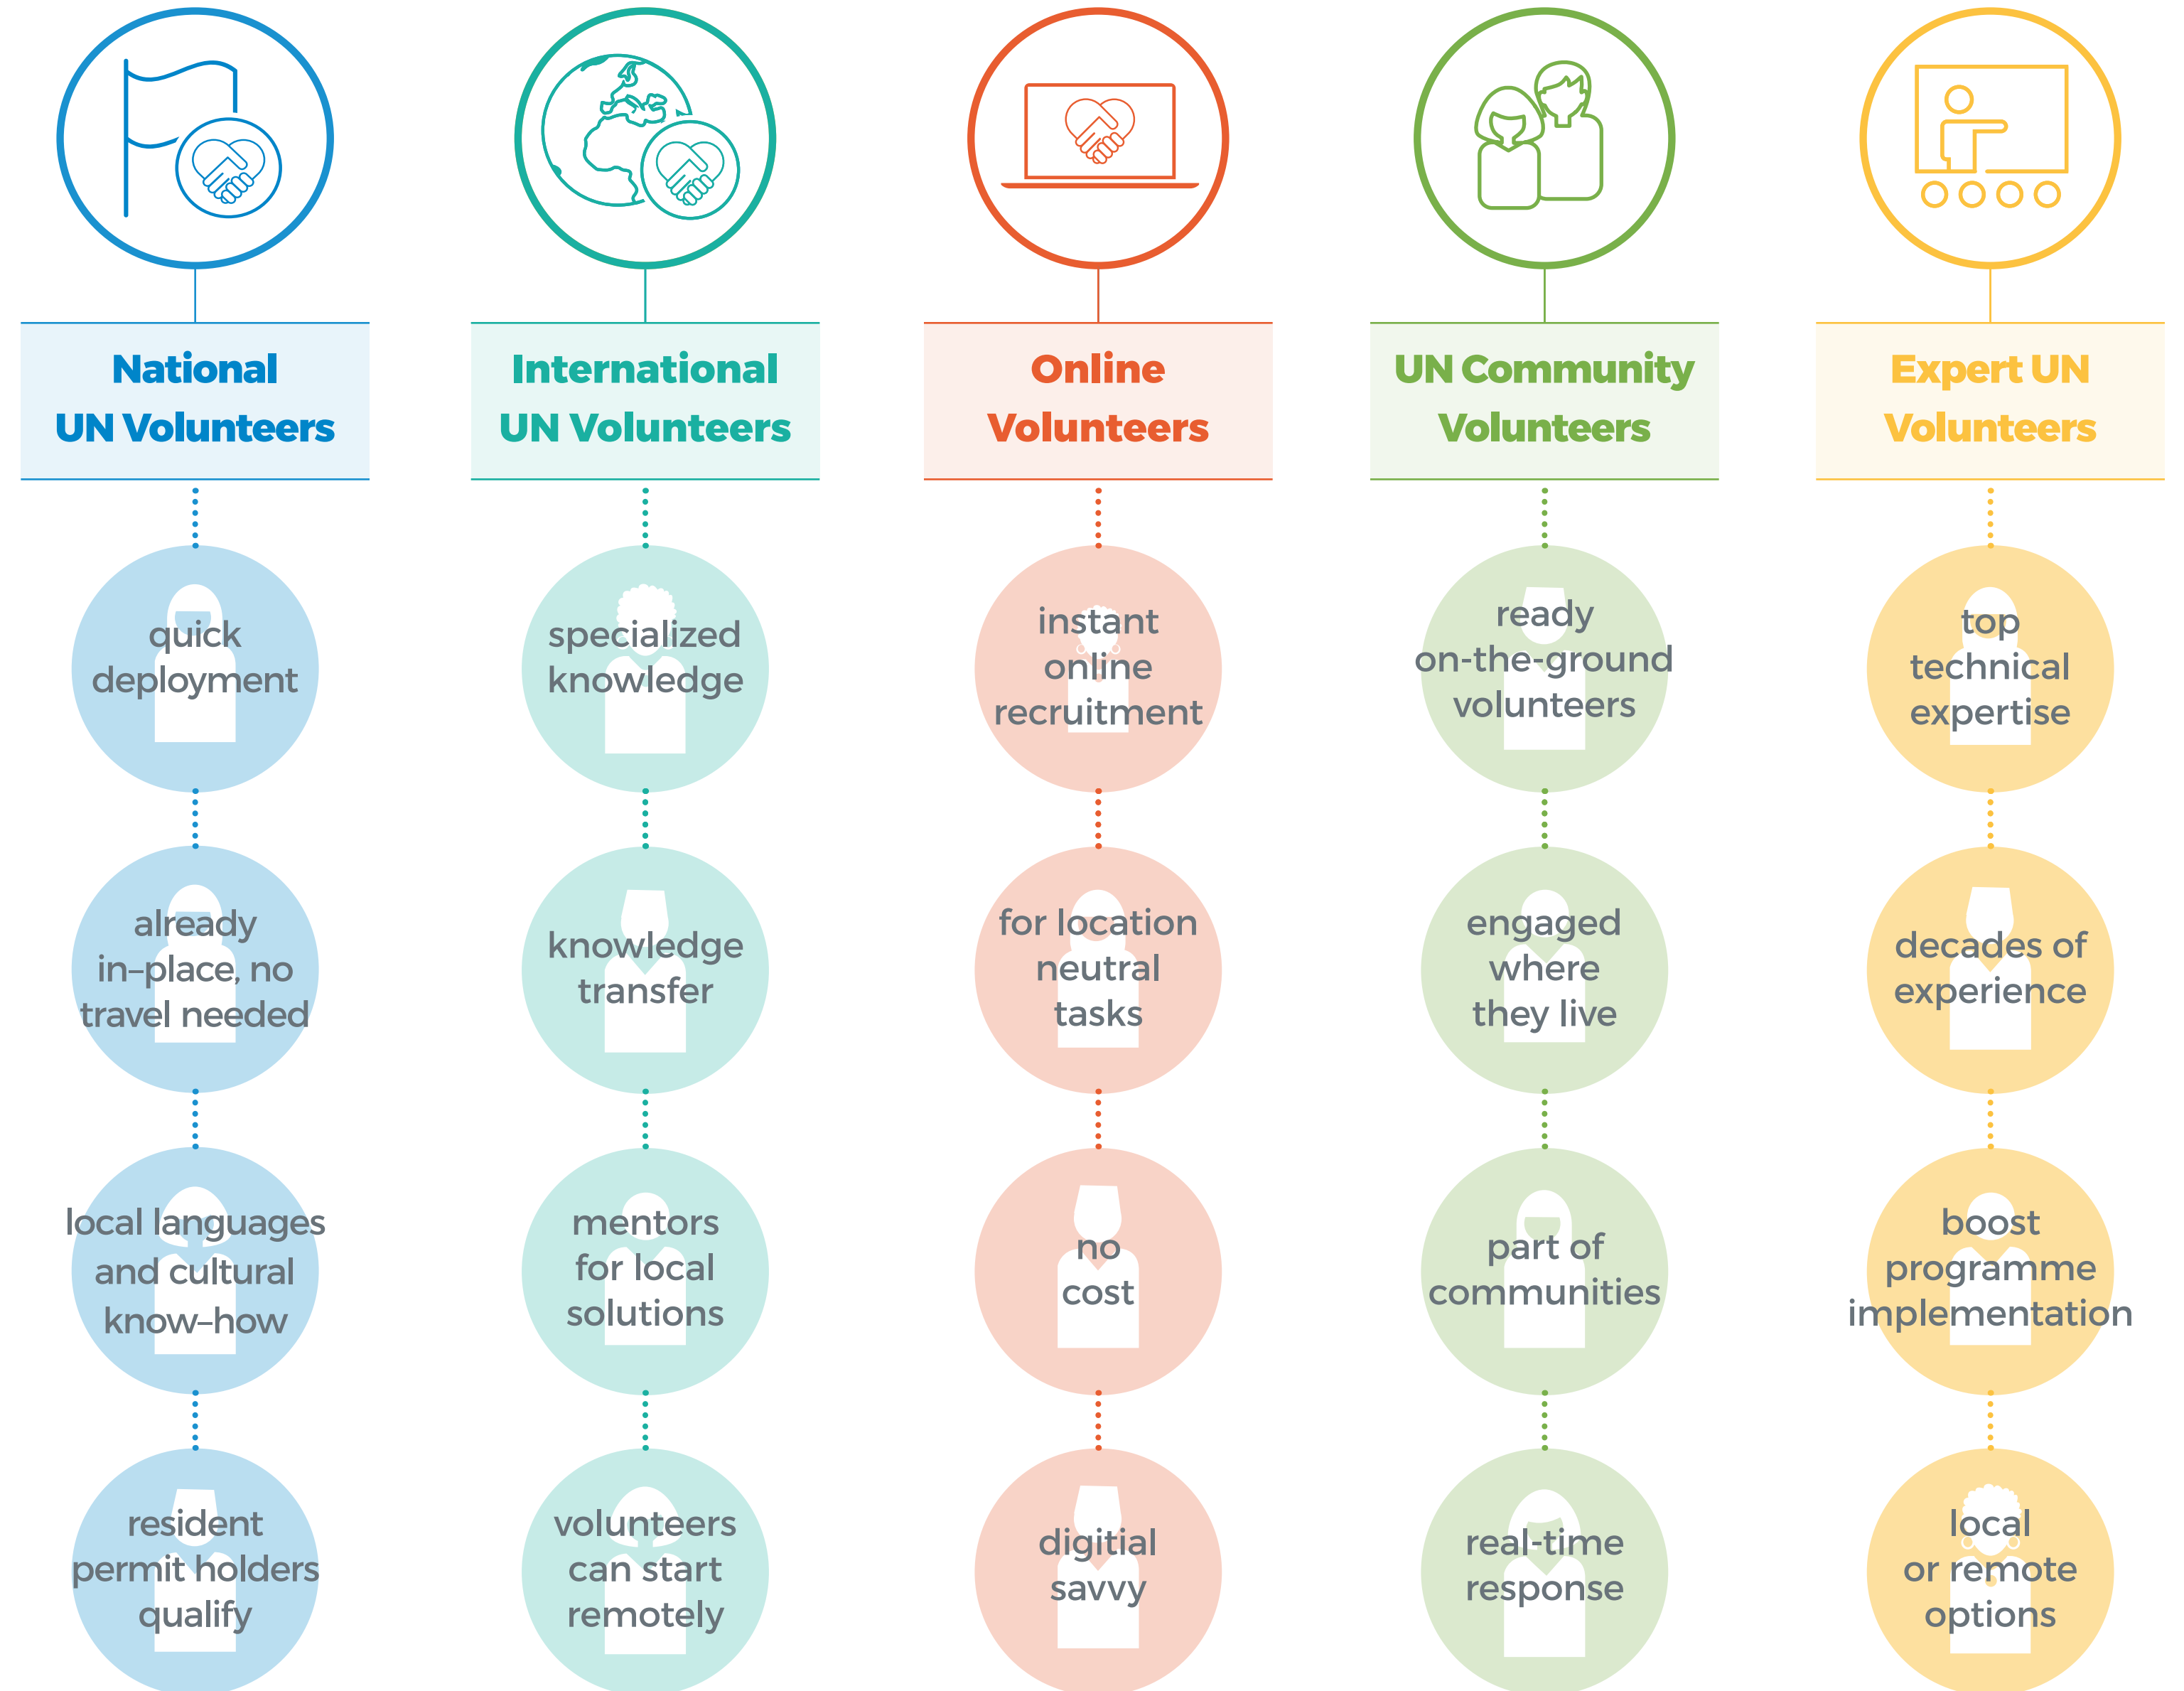 National
UN Volunteers
quick
deployment
already
in–place, no
travel needed
local languages
and cultural
know–how
resident
permit holders
qualify
International
UN Volunteers
specialized
knowledge
knowledge
transfer
mentors
for local
solutions
volunteers
can start
remotely
Online
Volunteers
instant
online
recruitment
for location
neutral
tasks
no
cost
digitial
savvy
UN Community
Volunteers
ready
on-the-ground
volunteers
engaged
where
they live
part of
communities
real-time
response
Expert UN
Volunteers
top
technical
expertise
decades of
experience
boost
programme
implementation
local
or remote
options